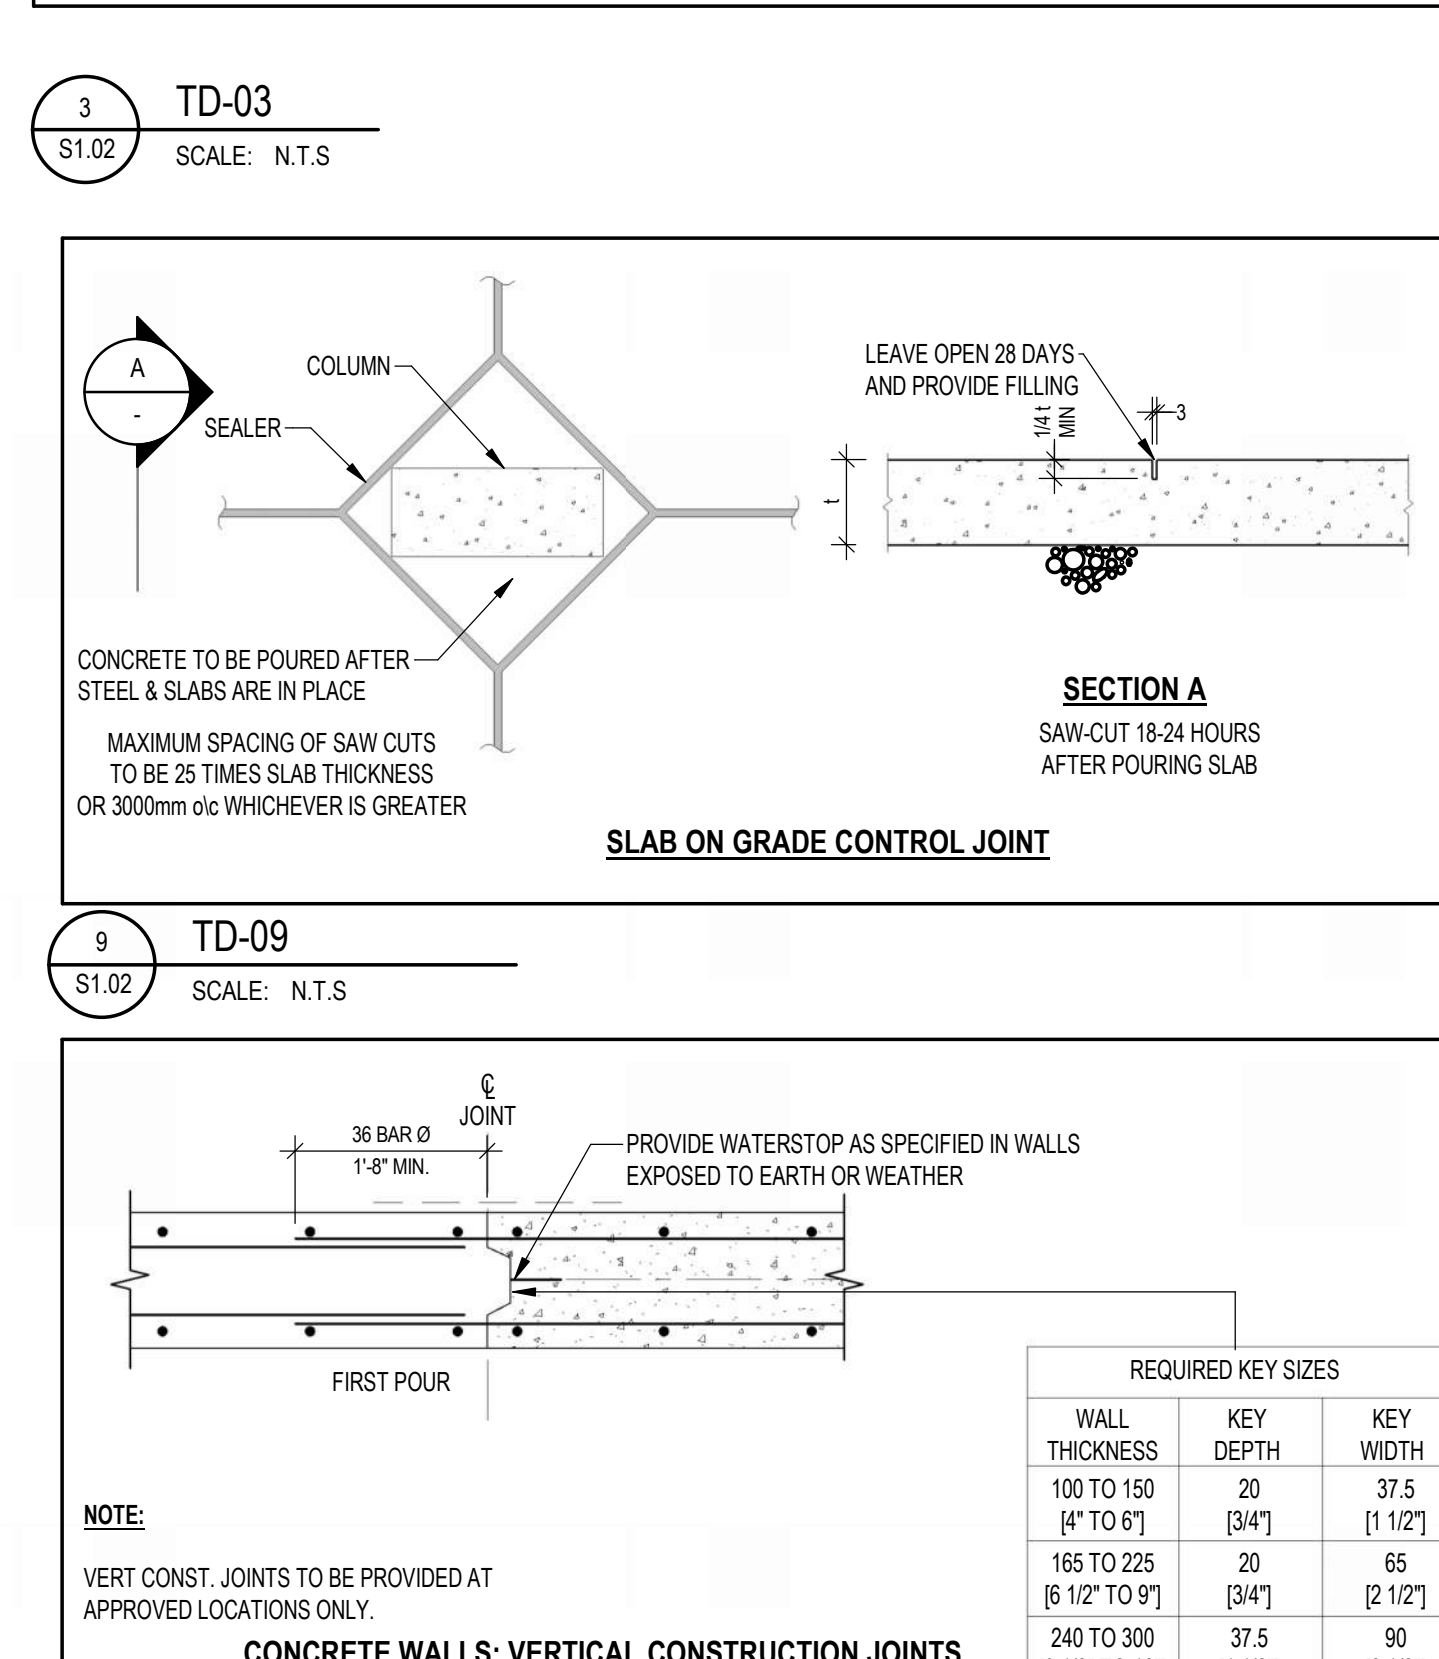 3
S1.02
TD-03
SCALE: N.T.S
A
-
COLUMN
SEALER
CONCRETE TO BE POURED AFTER
STEEL & SLABS ARE IN PLACE
MAXIMUM SPACING OF SAW CUTS
TO BE 25 TIMES SLAB THICKNESS
OR 3000mm o\c WHICHEVER IS GREATER
LEAVE OPEN 28 DAYS
AND PROVIDE FILLING
1/4 t
MIN
3
t
SECTION A
SAW-CUT 18-24 HOURS
AFTER POURING SLAB
SLAB ON GRADE CONTROL JOINT
9
S1.02
TD-09
SCALE: N.T.S
℄
JOINT
36 BAR Ø
1'-8" MIN.
PROVIDE WATERSTOP AS SPECIFIED IN WALLS
EXPOSED TO EARTH OR WEATHER
FIRST POUR
REQUIRED KEY SIZES
WALL THICKNESS KEY DEPTH KEY WIDTH
100 TO 150 20 37.5
[4" TO 6"] [3/4"] [1 1/2"]
165 TO 225 20 65
[6 1/2" TO 9"] [3/4"] [2 1/2"]
240 TO 300 37.5 90
NOTE:
VERT CONST. JOINTS TO BE PROVIDED AT
APPROVED LOCATIONS ONLY.
CONCRETE WALLS: VERTICAL CONSTRUCTION JOINTS